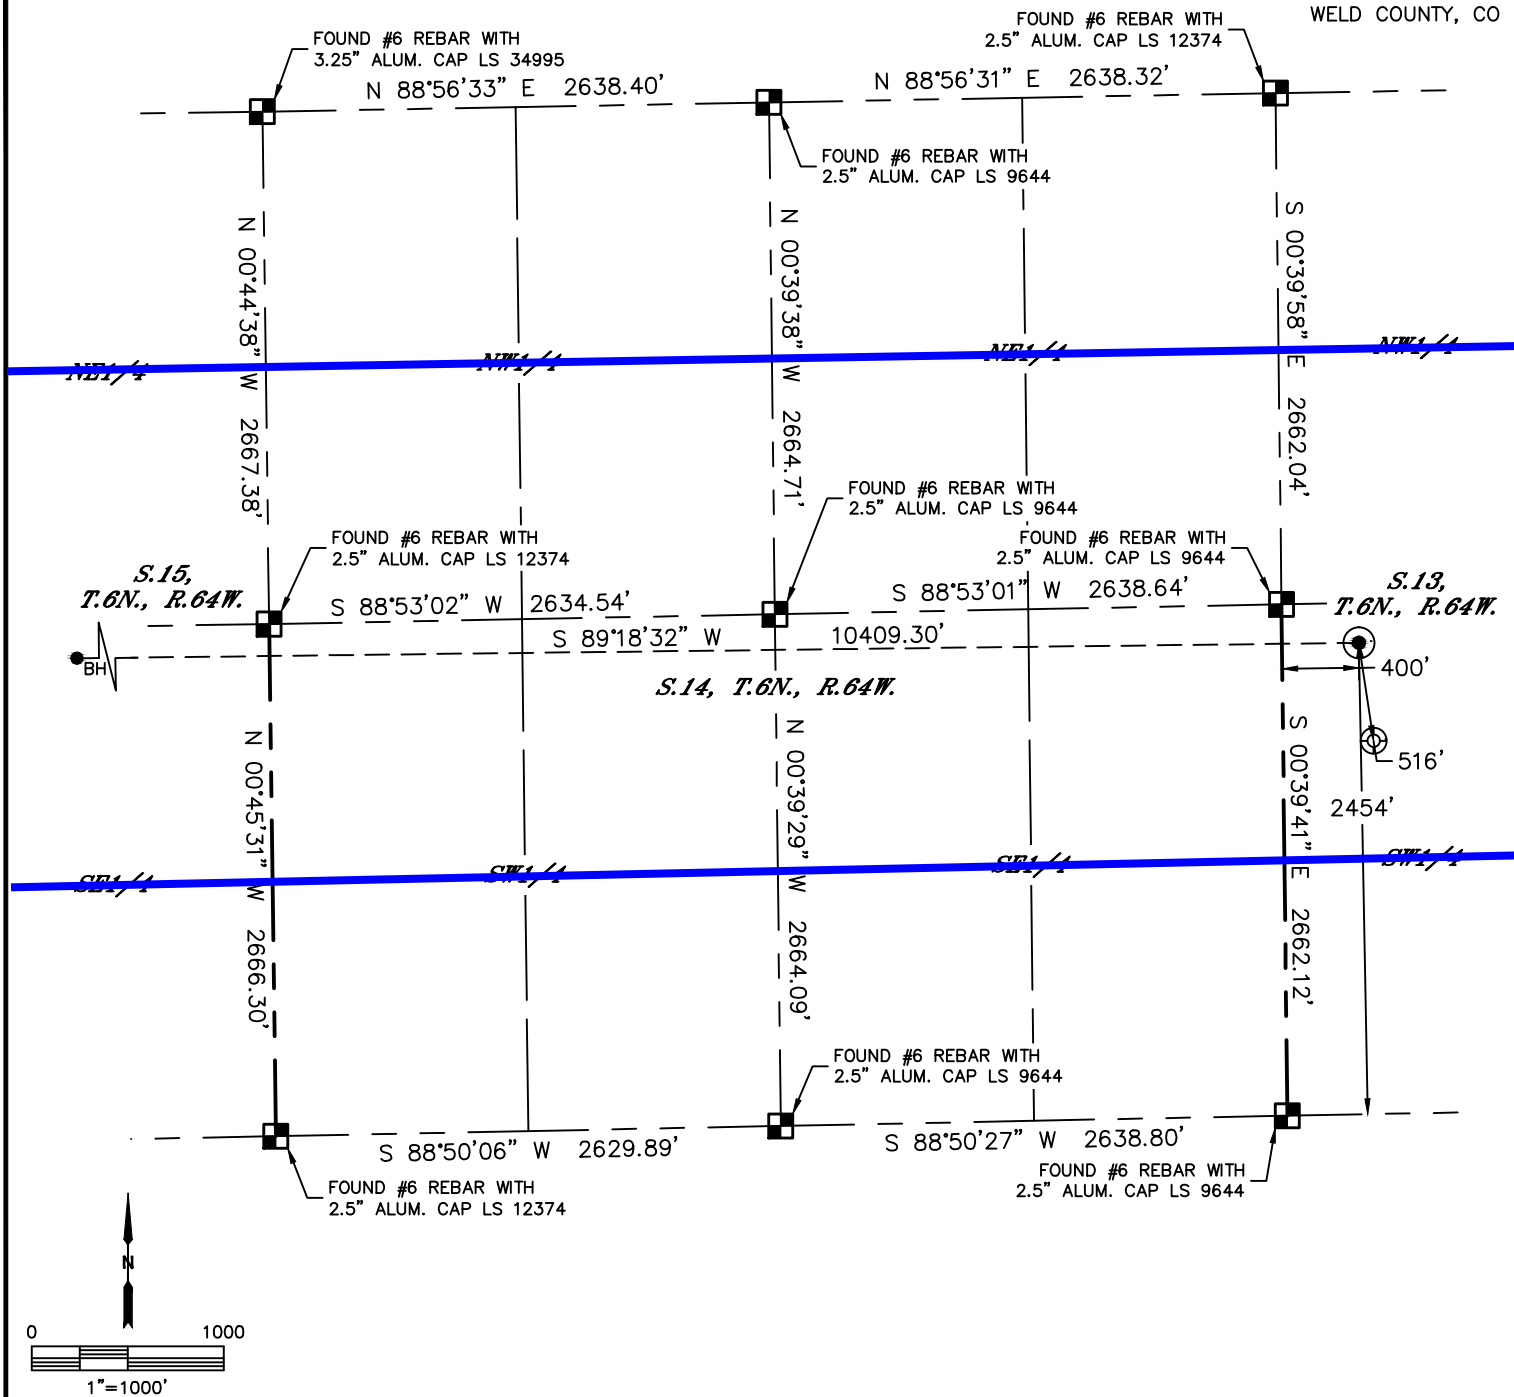 WELD COUNTY, CO
FOUND #6 REBAR WITH
3.25" ALUM. CAP LS 34995
FOUND #6 REBAR WITH
2.5" ALUM. CAP LS 12374
N 88°56'33" E 2638.40'
N 88°56'31" E 2638.32'
FOUND #6 REBAR WITH
2.5" ALUM. CAP LS 9644
N 00°44'38" W 2667.38'
N 00°39'38" W 2664.71'
S 00°39'58" E 2662.04'
NE1/4
NW1/4
NE1/4
NW1/4
FOUND #6 REBAR WITH
2.5" ALUM. CAP LS 9644
FOUND #6 REBAR WITH
2.5" ALUM. CAP LS 12374
FOUND #6 REBAR WITH
2.5" ALUM. CAP LS 9644
S.15,
T.6N., R.64W.
S.13,
T.6N., R.64W.
S 88°53'02" W 2634.54'
S 88°53'01" W 2638.64'
S 89°18'32" W 10409.30'
BH
400'
S.14, T.6N., R.64W.
516'
2454'
N 00°45'31" W 2666.30'
N 00°39'29" W 2664.09'
S 00°39'41" E 2662.12'
SE1/4
SW1/4
SE1/4
SW1/4
FOUND #6 REBAR WITH
2.5" ALUM. CAP LS 9644
S 88°50'06" W 2629.89'
S 88°50'27" W 2638.80'
FOUND #6 REBAR WITH
2.5" ALUM. CAP LS 9644
FOUND #6 REBAR WITH
2.5" ALUM. CAP LS 12374
N
0 1000
1"=1000'